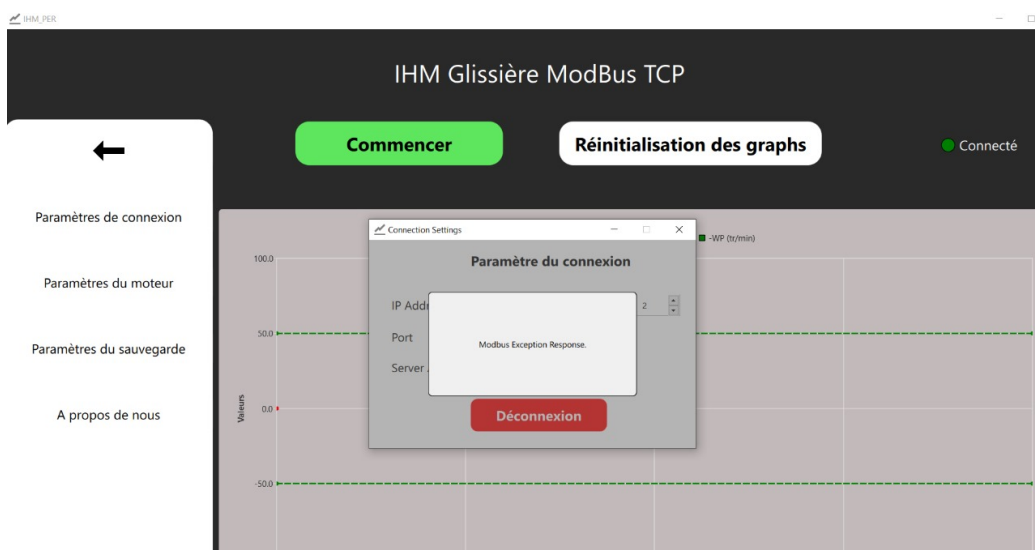 IHM_PER
IHM Glissière ModBus TCP
←
Commencer
Réinitialisation des graphs
Connecté
Paramètres de connexion
Paramètres du moteur
Paramètres du sauvegarde
A propos de nous
Connection Settings
Paramètre du connexion
IP Addr
2
Port
Server
Modbus Exception Response.
Déconnexion
-WP (tr/min)
100.0
50.0
0.0
-50.0
Valeurs